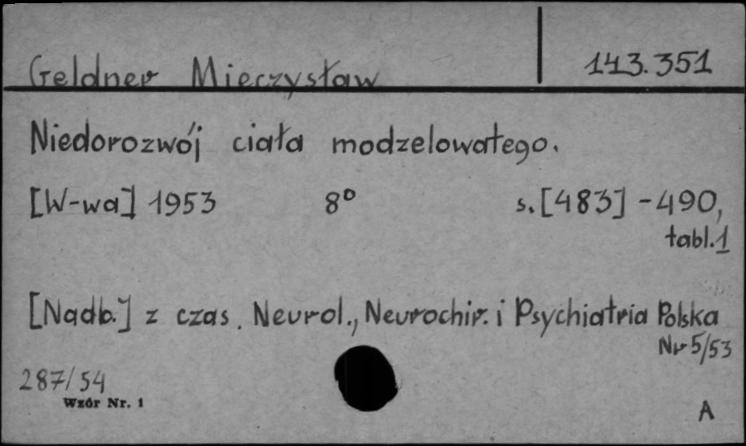 Geldner Mieczysław 143.351
Niedorozwój ciała modzelowatego.
[W-wa] 1953 8° s.[483]-490,
tabl.1
[Nadb.] z czas. Neurol., Neurochir. i Psychiatria Polska
Nr 5/53
287/54
Wzór Nr. 1
A